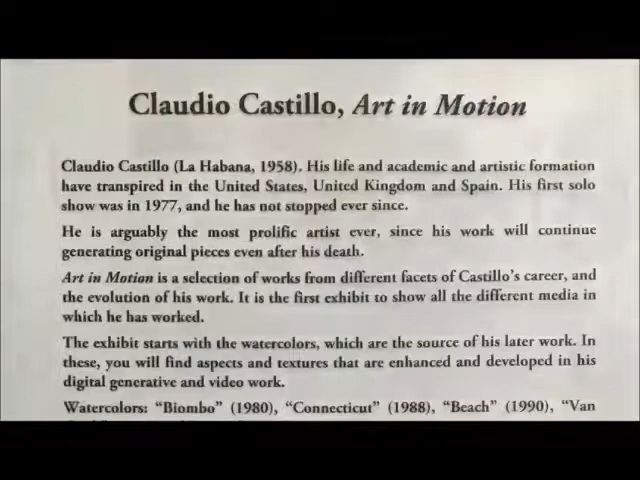 Claudio Castillo, Art in Motion
Claudio Castillo (La Habana, 1958). His life and academic and artistic formation
have transpired in the United States, United Kingdom and Spain. His first solo
show was in 1977, and he has not stopped ever since.
He is arguably the most prolific artist ever, since his work will continue
generating original pieces even after his death.
Art in Motion is a selection of works from different facets of Castillo's career, and
the evolution of his work. It is the first exhibit to show all the different media in
which he has worked.
The exhibit starts with the watercolors, which are the source of his later work. In
these, you will find aspects and textures that are enhanced and developed in his
digital generative and video work.
Watercolors: "Biombo" (1980), "Connecticut" (1988), "Beach" (1990), "Van